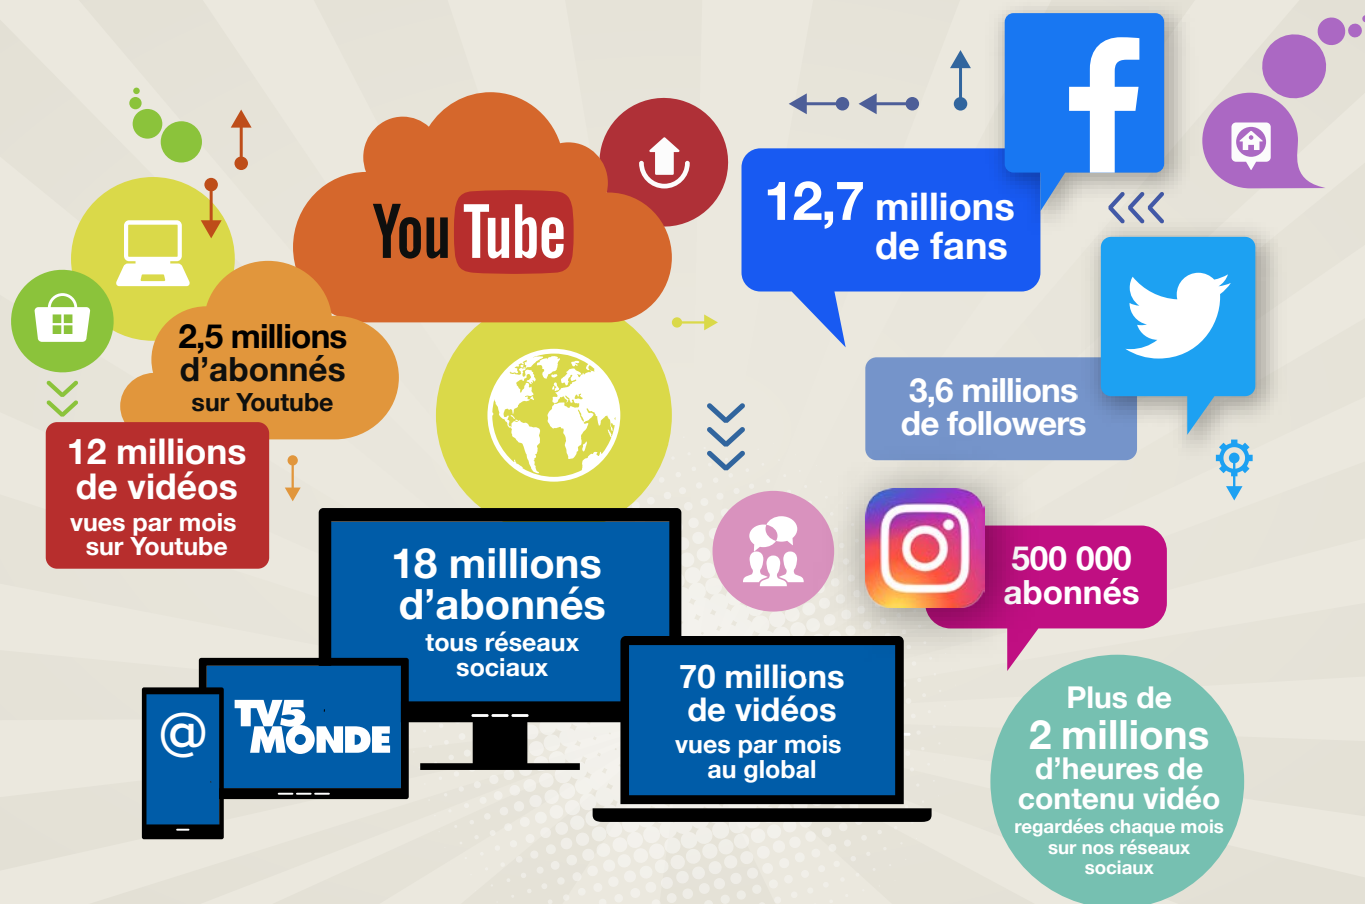 YouTube
2,5 millions
d'abonnés
sur Youtube
12 millions
de vidéos
vues par mois
sur Youtube
f
12,7 millions
de fans
3,6 millions
de followers
500 000
abonnés
18 millions
d'abonnés
tous réseaux
sociaux
@
TV5
MONDE
70 millions
de vidéos
vues par mois
au global
Plus de
2 millions
d'heures de
contenu vidéo
regardées chaque mois
sur nos réseaux
sociaux